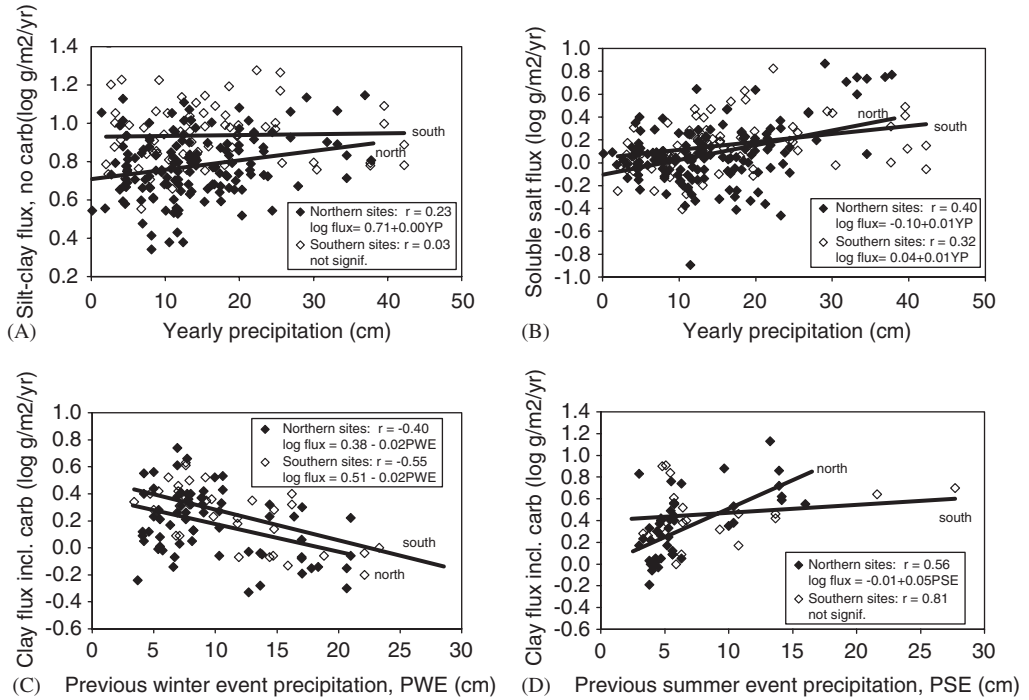 1.4
1.2
1.0
0.8
0.6
0.4
0.2
Silt-clay flux, no carb(log g/m2/yr)
south
north
Northern sites: r = 0.23
log flux= 0.71+0.00YP
Southern sites: r = 0.03
not signif.
0 10 20 30 40 50
(A) Yearly precipitation (cm)
1.0
0.8
0.6
0.4
0.2
0.0
-0.2
-0.4
-0.6
-0.8
-1.0
Soluble salt flux (log g/m2/yr)
north
south
Northern sites: r = 0.40
log flux= -0.10+0.01YP
Southern sites: r = 0.32
log flux= 0.04+0.01YP
0 10 20 30 40 50
(B) Yearly precipitation (cm)
1.0
0.8
0.6
0.4
0.2
0.0
-0.2
-0.4
-0.6
Clay flux incl. carb (log g/m2/yr)
Northern sites: r = -0.40
log flux = 0.38 - 0.02PWE
Southern sites: r = -0.55
log flux = 0.51 - 0.02PWE
south
north
0 5 10 15 20 25 30
(C) Previous winter event precipitation, PWE (cm)
1.4
1.2
1.0
0.8
0.6
0.4
0.2
0.0
-0.2
-0.4
-0.6
Clay flux incl. carb (log g/m2/yr)
north
south
Northern sites: r = 0.56
log flux = -0.01+0.05PSE
Southern sites: r = 0.81
not signif.
0 5 10 15 20 25 30
(D) Previous summer event precipitation, PSE (cm)